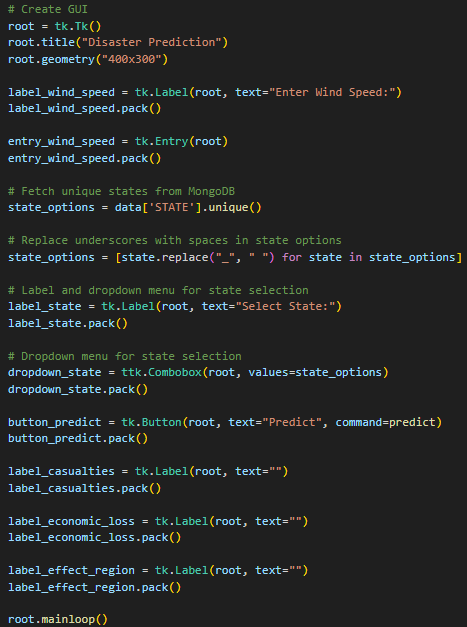 # Create GUI
root = tk.Tk()
root.title("Disaster Prediction")
root.geometry("400x300")
label_wind_speed = tk.Label(root, text="Enter Wind Speed:")
label_wind_speed.pack()
entry_wind_speed = tk.Entry(root)
entry_wind_speed.pack()
# Fetch unique states from MongoDB
state_options = data['STATE'].unique()
# Replace underscores with spaces in state options
state_options = [state.replace("_", " ") for state in state_options]
# Label and dropdown menu for state selection
label_state = tk.Label(root, text="Select State:")
label_state.pack()
# Dropdown menu for state selection
dropdown_state = ttk.Combobox(root, values=state_options)
dropdown_state.pack()
button_predict = tk.Button(root, text="Predict", command=predict)
button_predict.pack()
label_casualties = tk.Label(root, text="")
label_casualties.pack()
label_economic_loss = tk.Label(root, text="")
label_economic_loss.pack()
label_effect_region = tk.Label(root, text="")
label_effect_region.pack()
root.mainloop()